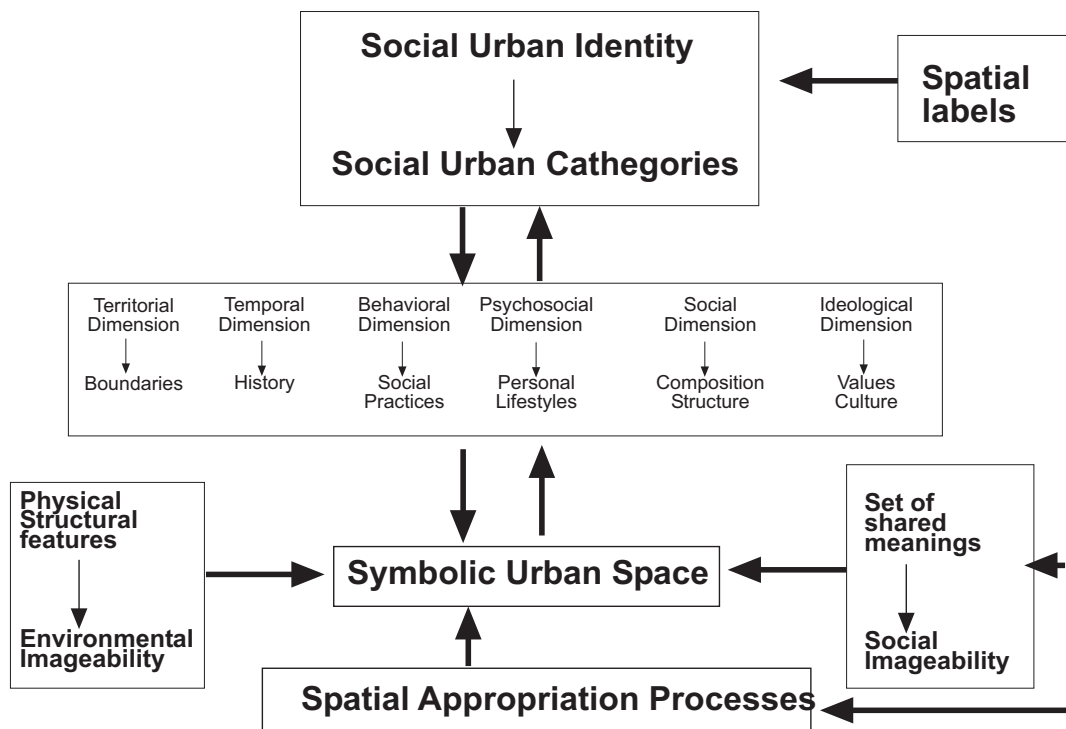 Social Urban Identity
Social Urban Cathegories
Spatial
labels
Territorial
Dimension
Boundaries
Temporal
Dimension
History
Behavioral
Dimension
Social
Practices
Psychosocial
Dimension
Personal
Lifestyles
Social
Dimension
Composition
Structure
Ideological
Dimension
Values
Culture
Physical
Structural
features
Environmental
Imageability
Symbolic Urban Space
Set of
shared
meanings
Social
Imageability
Spatial Appropriation Processes